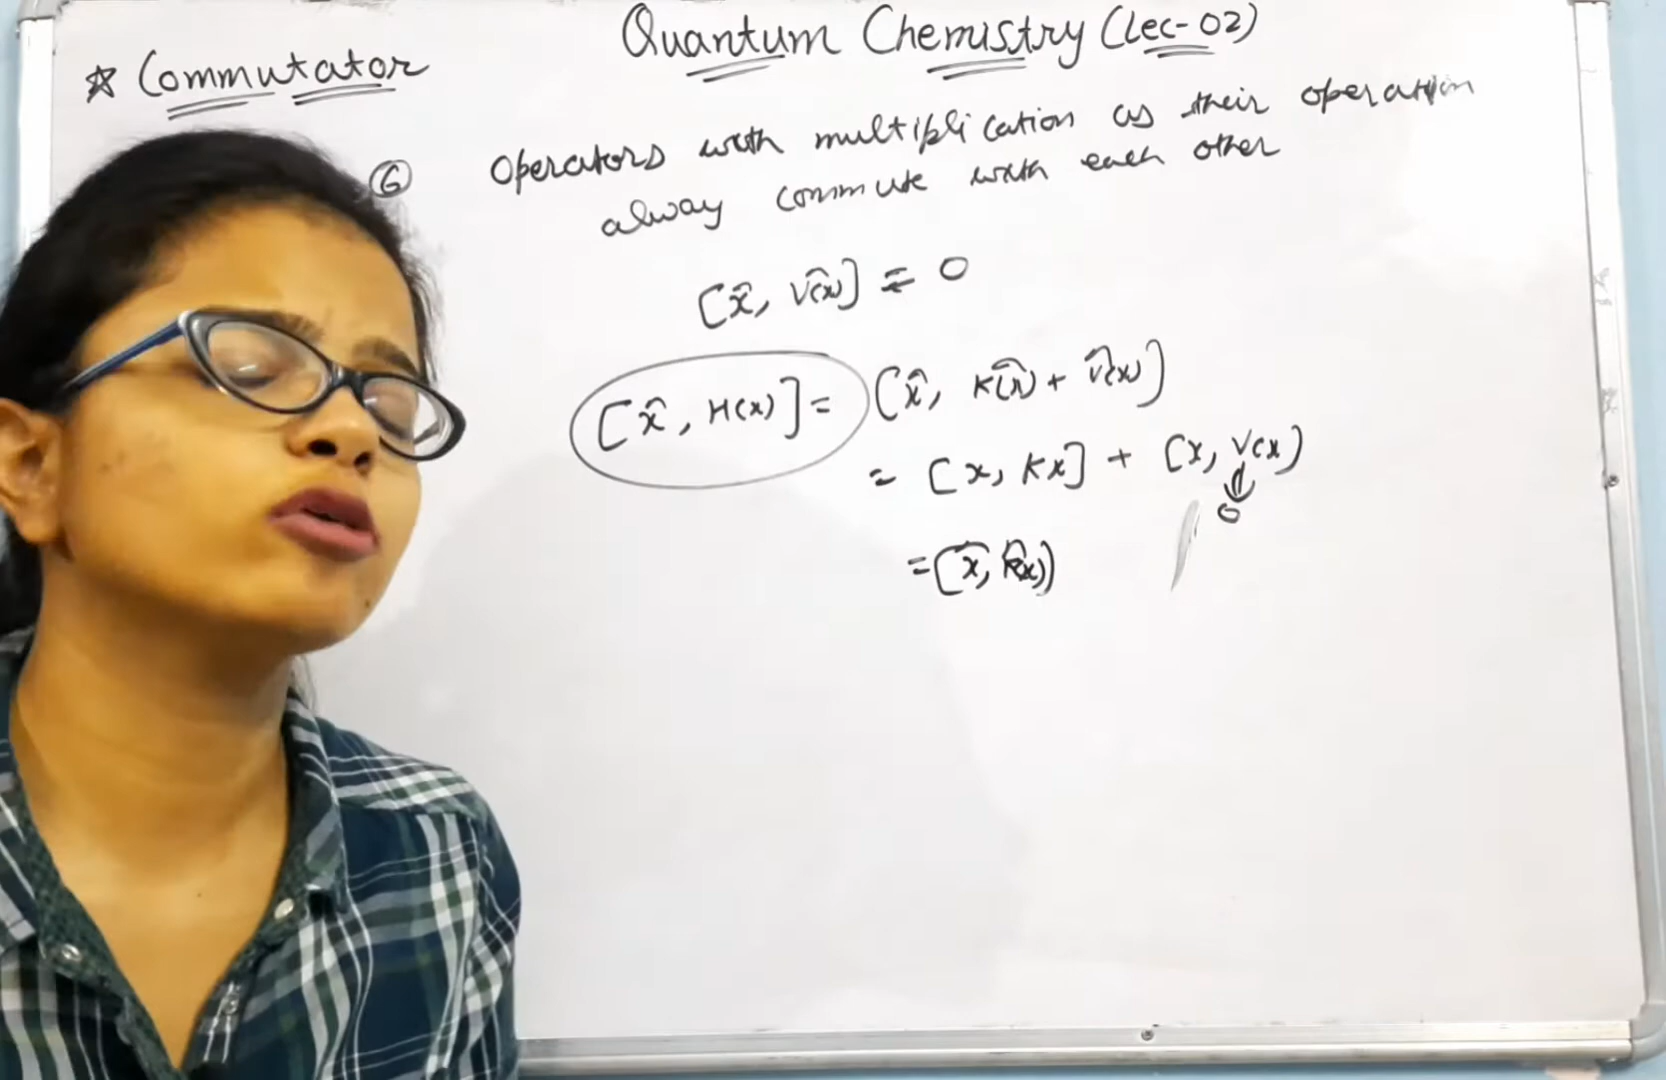 Quantum Chemistry (Lec-02)
☆ Commutator
⑥ Operators with multiplication as their operation
alway commute with each other
[x̂, V̂(x)] = 0
[x̂, H(x)] = [x̂, K̂(x) + V̂(x)]
= [x, Kx] + [x, V(x)
⇓
0
= [x̂, K̂(x)]